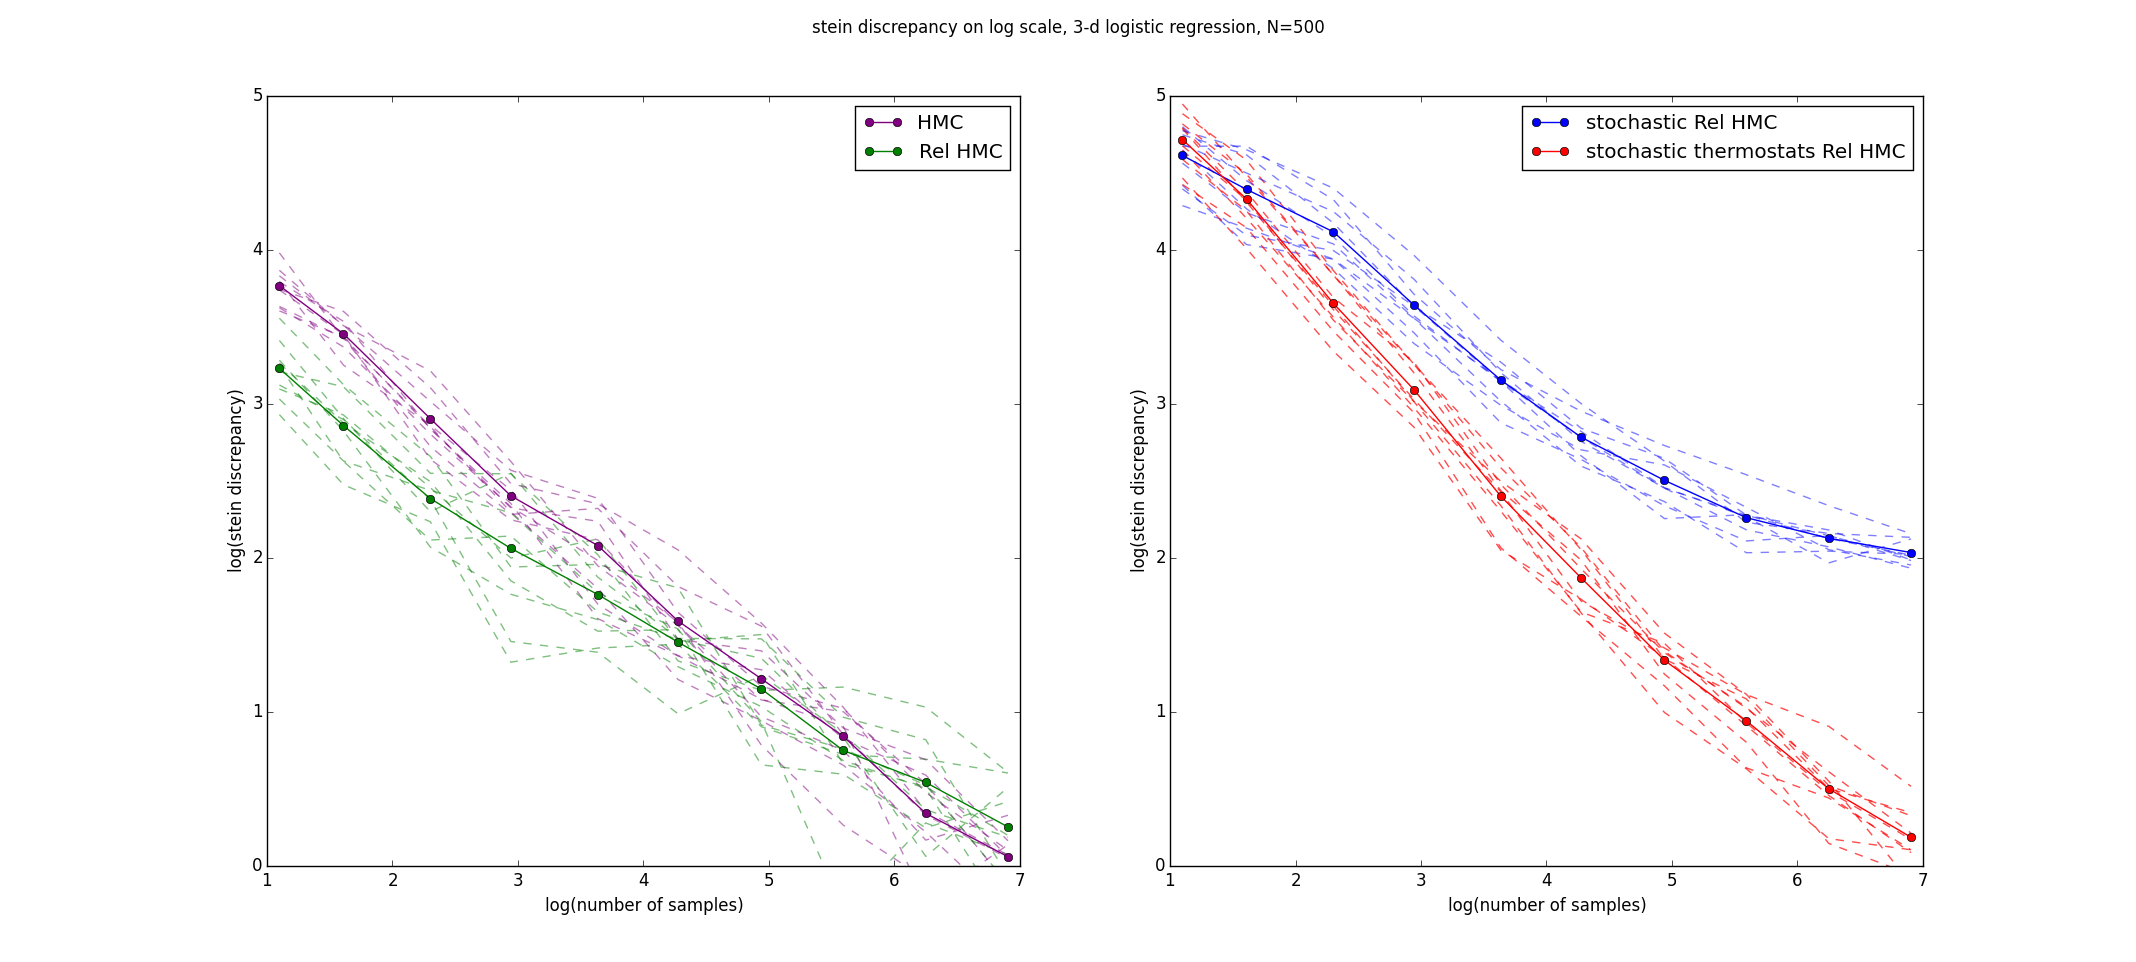 stein discrepancy on log scale, 3-d logistic regression, N=500
5
4
3
2
1
0
log(stein discrepancy)
HMC
Rel HMC
1 2 3 4 5 6 7
log(number of samples)
5
4
3
2
1
0
log(stein discrepancy)
stochastic Rel HMC
stochastic thermostats Rel HMC
1 2 3 4 5 6 7
log(number of samples)